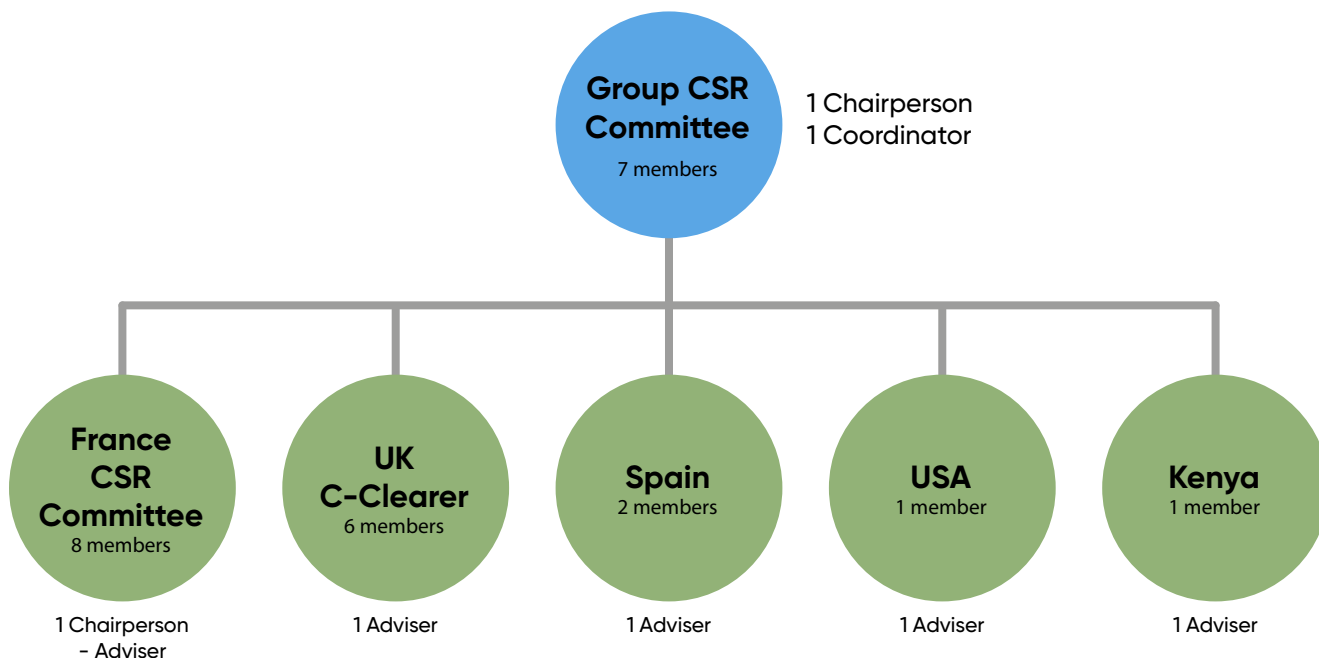 Group CSR
Committee
7 members
1 Chairperson
1 Coordinator
France
CSR
Committee
8 members
UK
C-Clearer
6 members
Spain
2 members
USA
1 member
Kenya
1 member
1 Chairperson
- Adviser
1 Adviser
1 Adviser
1 Adviser
1 Adviser